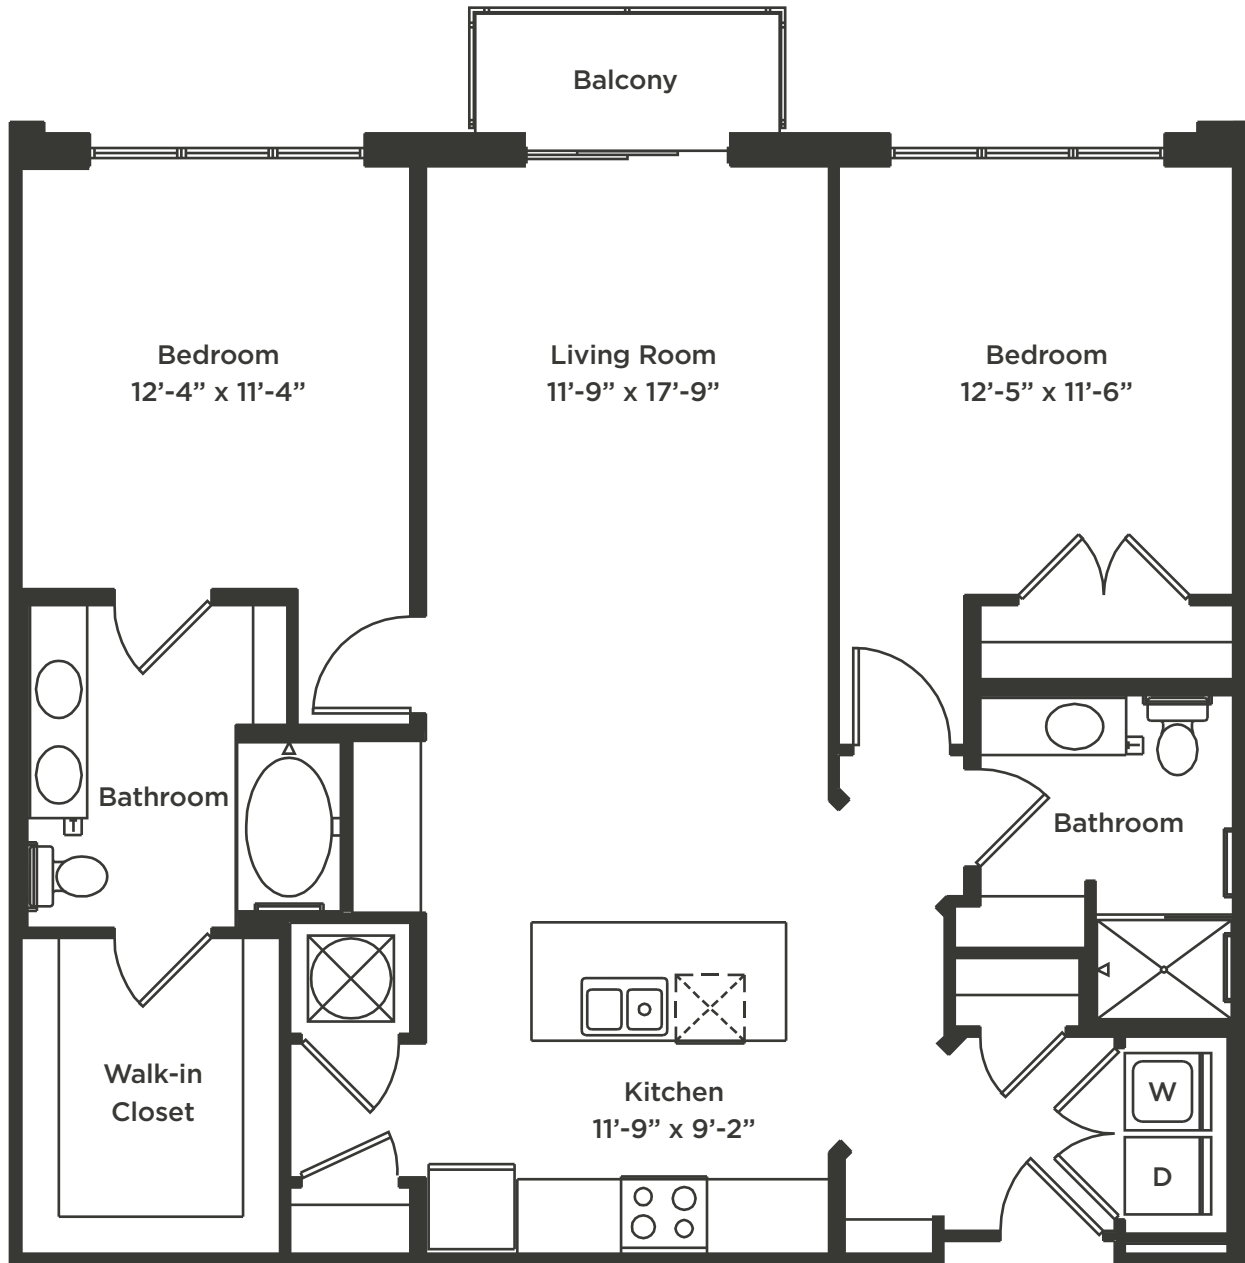 Balcony
Bedroom
12’-4” x 11’-4”
Living Room
11’-9” x 17’-9”
Bedroom
12’-5” x 11’-6”
Bathroom
Bathroom
Walk-in
Closet
Kitchen
11’-9” x 9’-2”
W
D